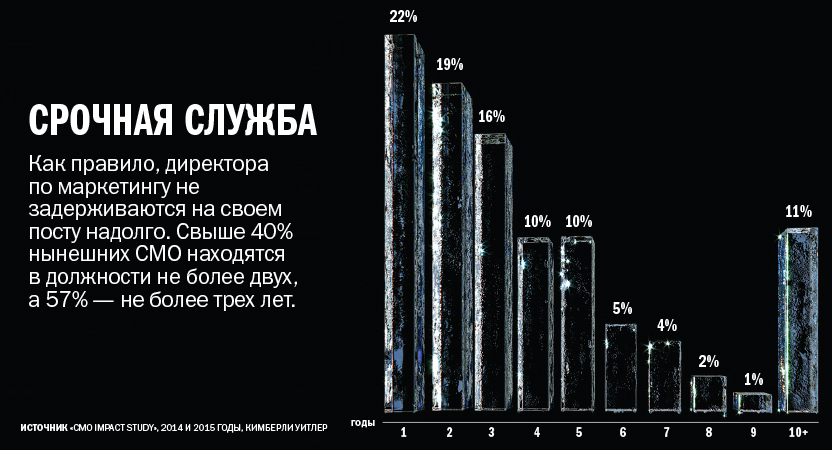 СРОЧНАЯ СЛУЖБА
Как правило, директора
по маркетингу не
задерживаются на своем
посту надолго. Свыше 40%
нынешних СМО находятся
в должности не более двух,
а 57% — не более трех лет.
ИСТОЧНИК «CMO IMPACT STUDY», 2014 И 2015 ГОДЫ, КИМБЕРЛИ УИТЛЕР
22%
19%
16%
10%
10%
5%
4%
2%
1%
11%
ГОДЫ
1 2 3 4 5 6 7 8 9 10+